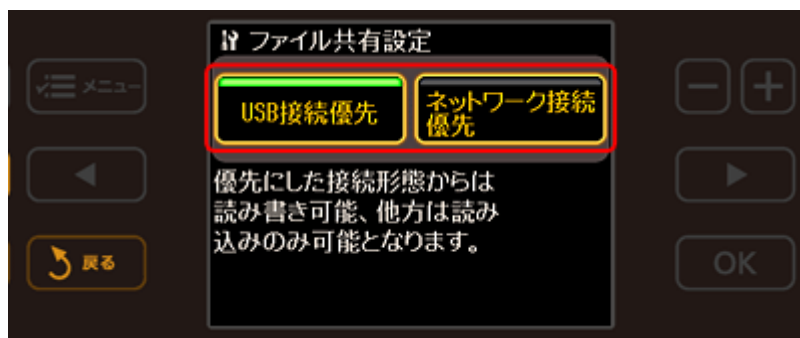 ファイル共有設定
メニュー
USB接続優先
ネットワーク接続
優先
優先にした接続形態からは
読み書き可能、他方は読み
込みのみ可能となります。
戻る
OK